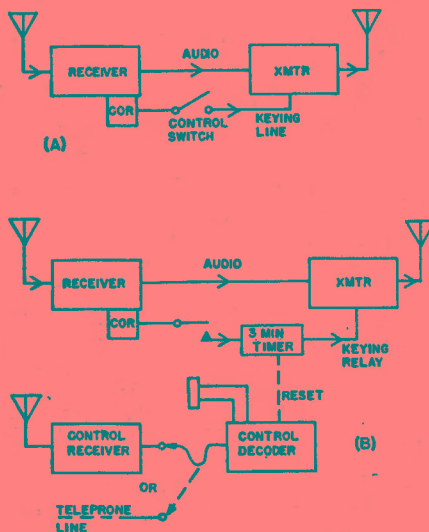 AUDIO
RECEIVER
XMTR
COR
CONTROL
SWITCH
KEYING
LINE
(A)
AUDIO
RECEIVER
XMTR
COR
3 MIN
TIMER
KEYING
RELAY
RESET
CONTROL
RECEIVER
CONTROL
DECODER
(B)
OR
TELEPHONE
LINE